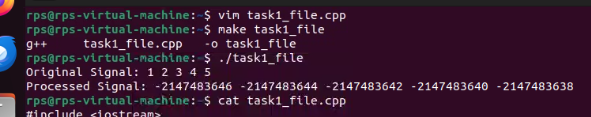 rps@rps-virtual-machine:~$ vim task1_file.cpp
rps@rps-virtual-machine:~$ make task1_file
g++     task1_file.cpp   -o task1_file
rps@rps-virtual-machine:~$ ./task1_file
Original Signal: 1 2 3 4 5
Processed Signal: -2147483646 -2147483644 -2147483642 -2147483640 -2147483638
rps@rps-virtual-machine:~$ cat task1_file.cpp
#include <iostream>